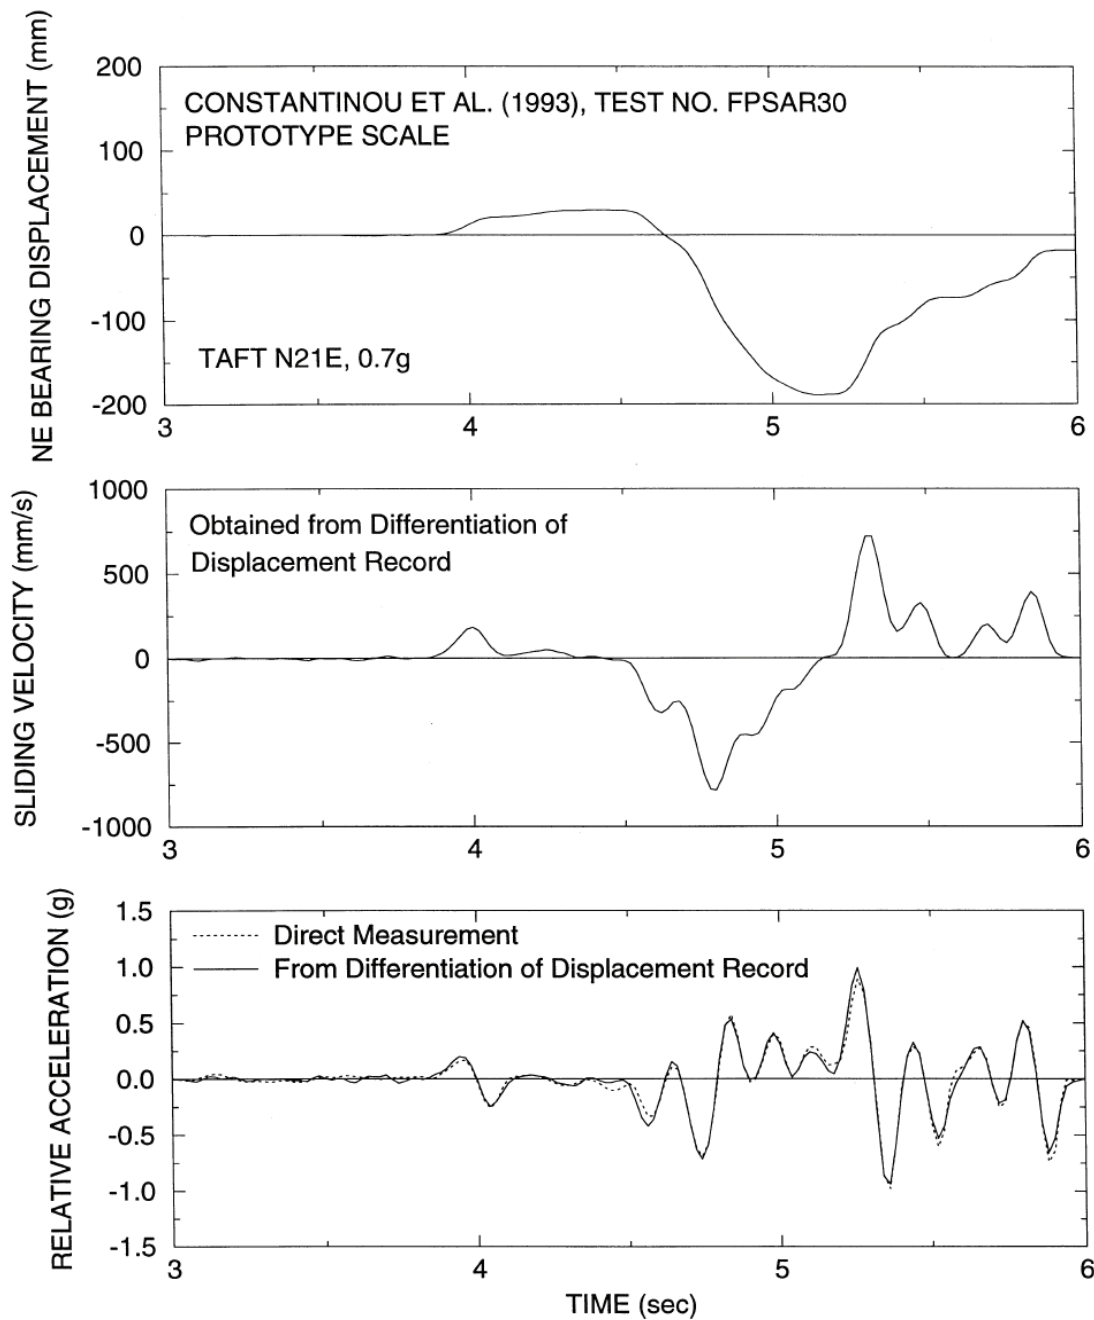 NE BEARING DISPLACEMENT (mm)
200
100
0
-100
-200
CONSTANTINOU ET AL. (1993), TEST NO. FPSAR30
PROTOTYPE SCALE
TAFT N21E, 0.7g
3 4 5 6
SLIDING VELOCITY (mm/s)
1000
500
0
-500
-1000
Obtained from Differentiation of
Displacement Record
3 4 5 6
RELATIVE ACCELERATION (g)
1.5
1.0
0.5
0.0
-0.5
-1.0
-1.5
Direct Measurement
From Differentiation of Displacement Record
3 4 5 6
TIME (sec)